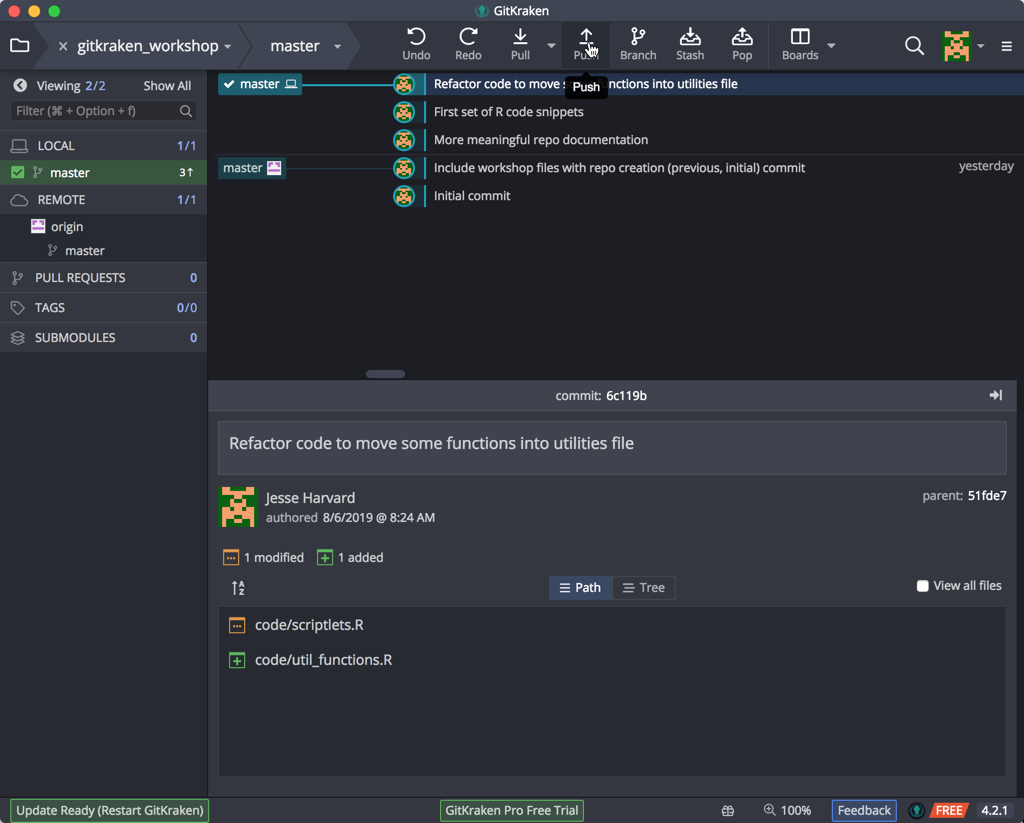 GitKraken
gitkraken_workshop
master
Undo
Redo
Pull
Push
Branch
Stash
Pop
Boards
Push
Viewing 2/2
Show All
Filter (⌘ + Option + f)
LOCAL 1/1
master 3↑
REMOTE 1/1
origin
master
PULL REQUESTS 0
TAGS 0/0
SUBMODULES 0
master
Refactor code to move s nctions into utilities file
First set of R code snippets
More meaningful repo documentation
master
Include workshop files with repo creation (previous, initial) commit
yesterday
Initial commit
commit: 6c119b
Refactor code to move some functions into utilities file
Jesse Harvard
authored 8/6/2019 @ 8:24 AM
parent: 51fde7
1 modified
1 added
A
Z
Path
Tree
View all files
code/scriptlets.R
code/util_functions.R
Update Ready (Restart GitKraken)
GitKraken Pro Free Trial
100%
Feedback
FREE
4.2.1